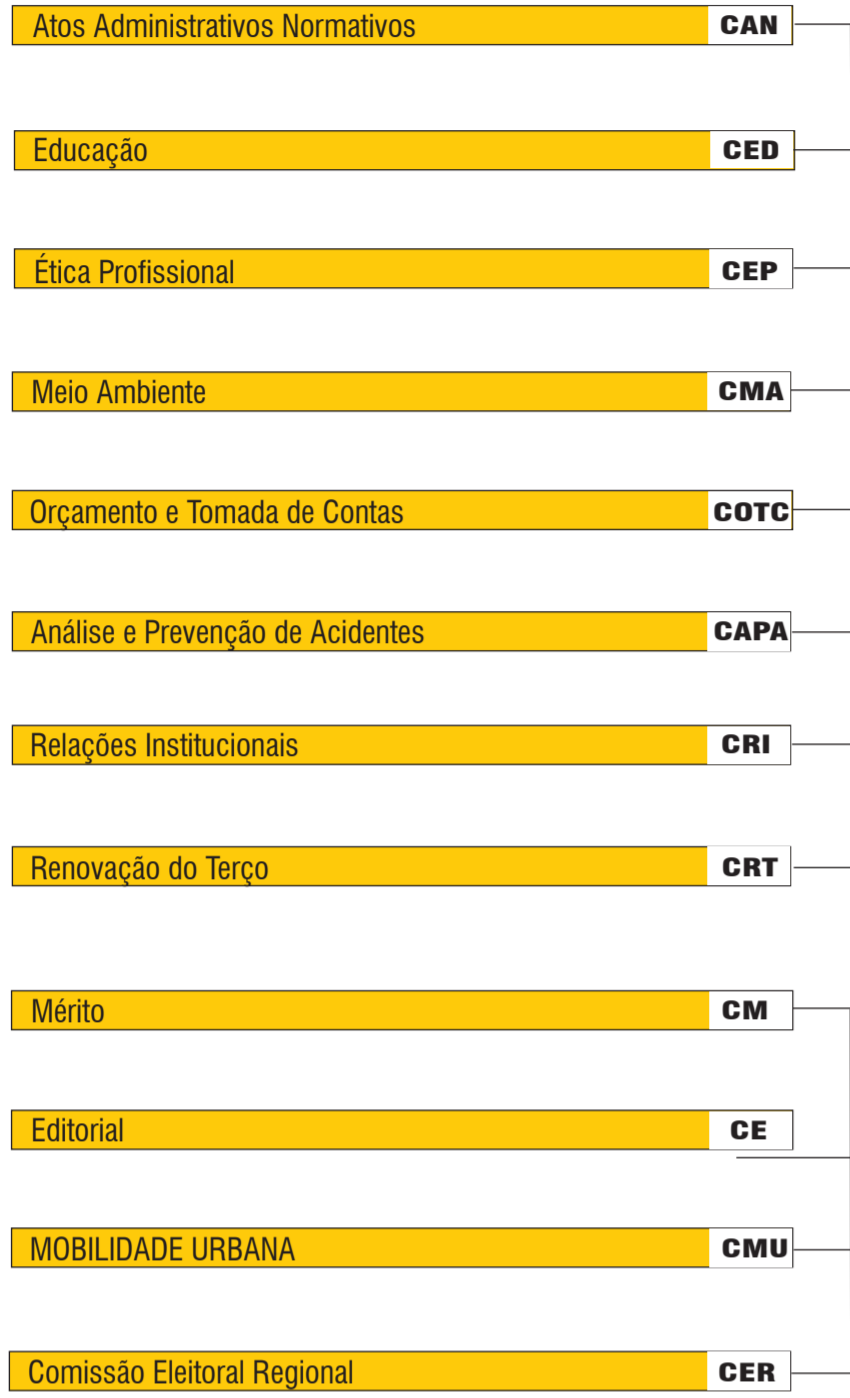 Atos Administrativos Normativos CAN
Educação CED
Ética Profissional CEP
Meio Ambiente CMA
Orçamento e Tomada de Contas COTC
Análise e Prevenção de Acidentes CAPA
Relações Institucionais CRI
Renovação do Terço CRT
Mérito CM
Editorial CE
MOBILIDADE URBANA CMU
Comissão Eleitoral Regional CER